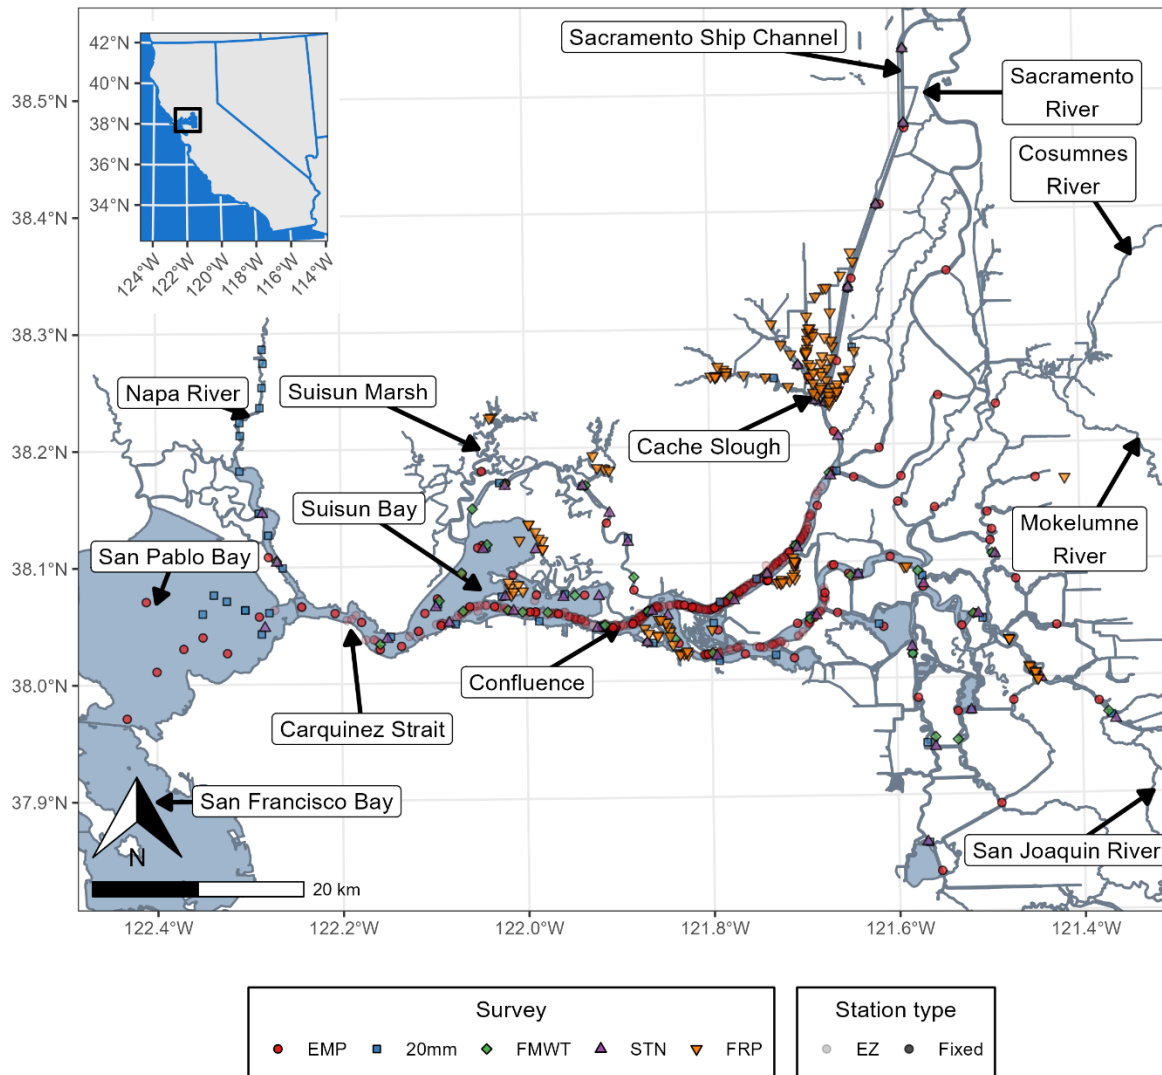 42°N
40°N
38°N
36°N
34°N
124°W
122°W
120°W
118°W
116°W
114°W
38.5°N
38.4°N
38.3°N
38.2°N
38.1°N
38.0°N
37.9°N
Sacramento Ship Channel
Sacramento
River
Cosumnes
River
Napa River
Suisun Marsh
Cache Slough
Suisun Bay
San Pablo Bay
Mokelumne
River
Confluence
Carquinez Strait
San Francisco Bay
San Joaquin River
N
20 km
122.4°W
122.2°W
122.0°W
121.8°W
121.6°W
121.4°W
Survey
EMP
20mm
FMWT
STN
FRP
Station type
EZ
Fixed